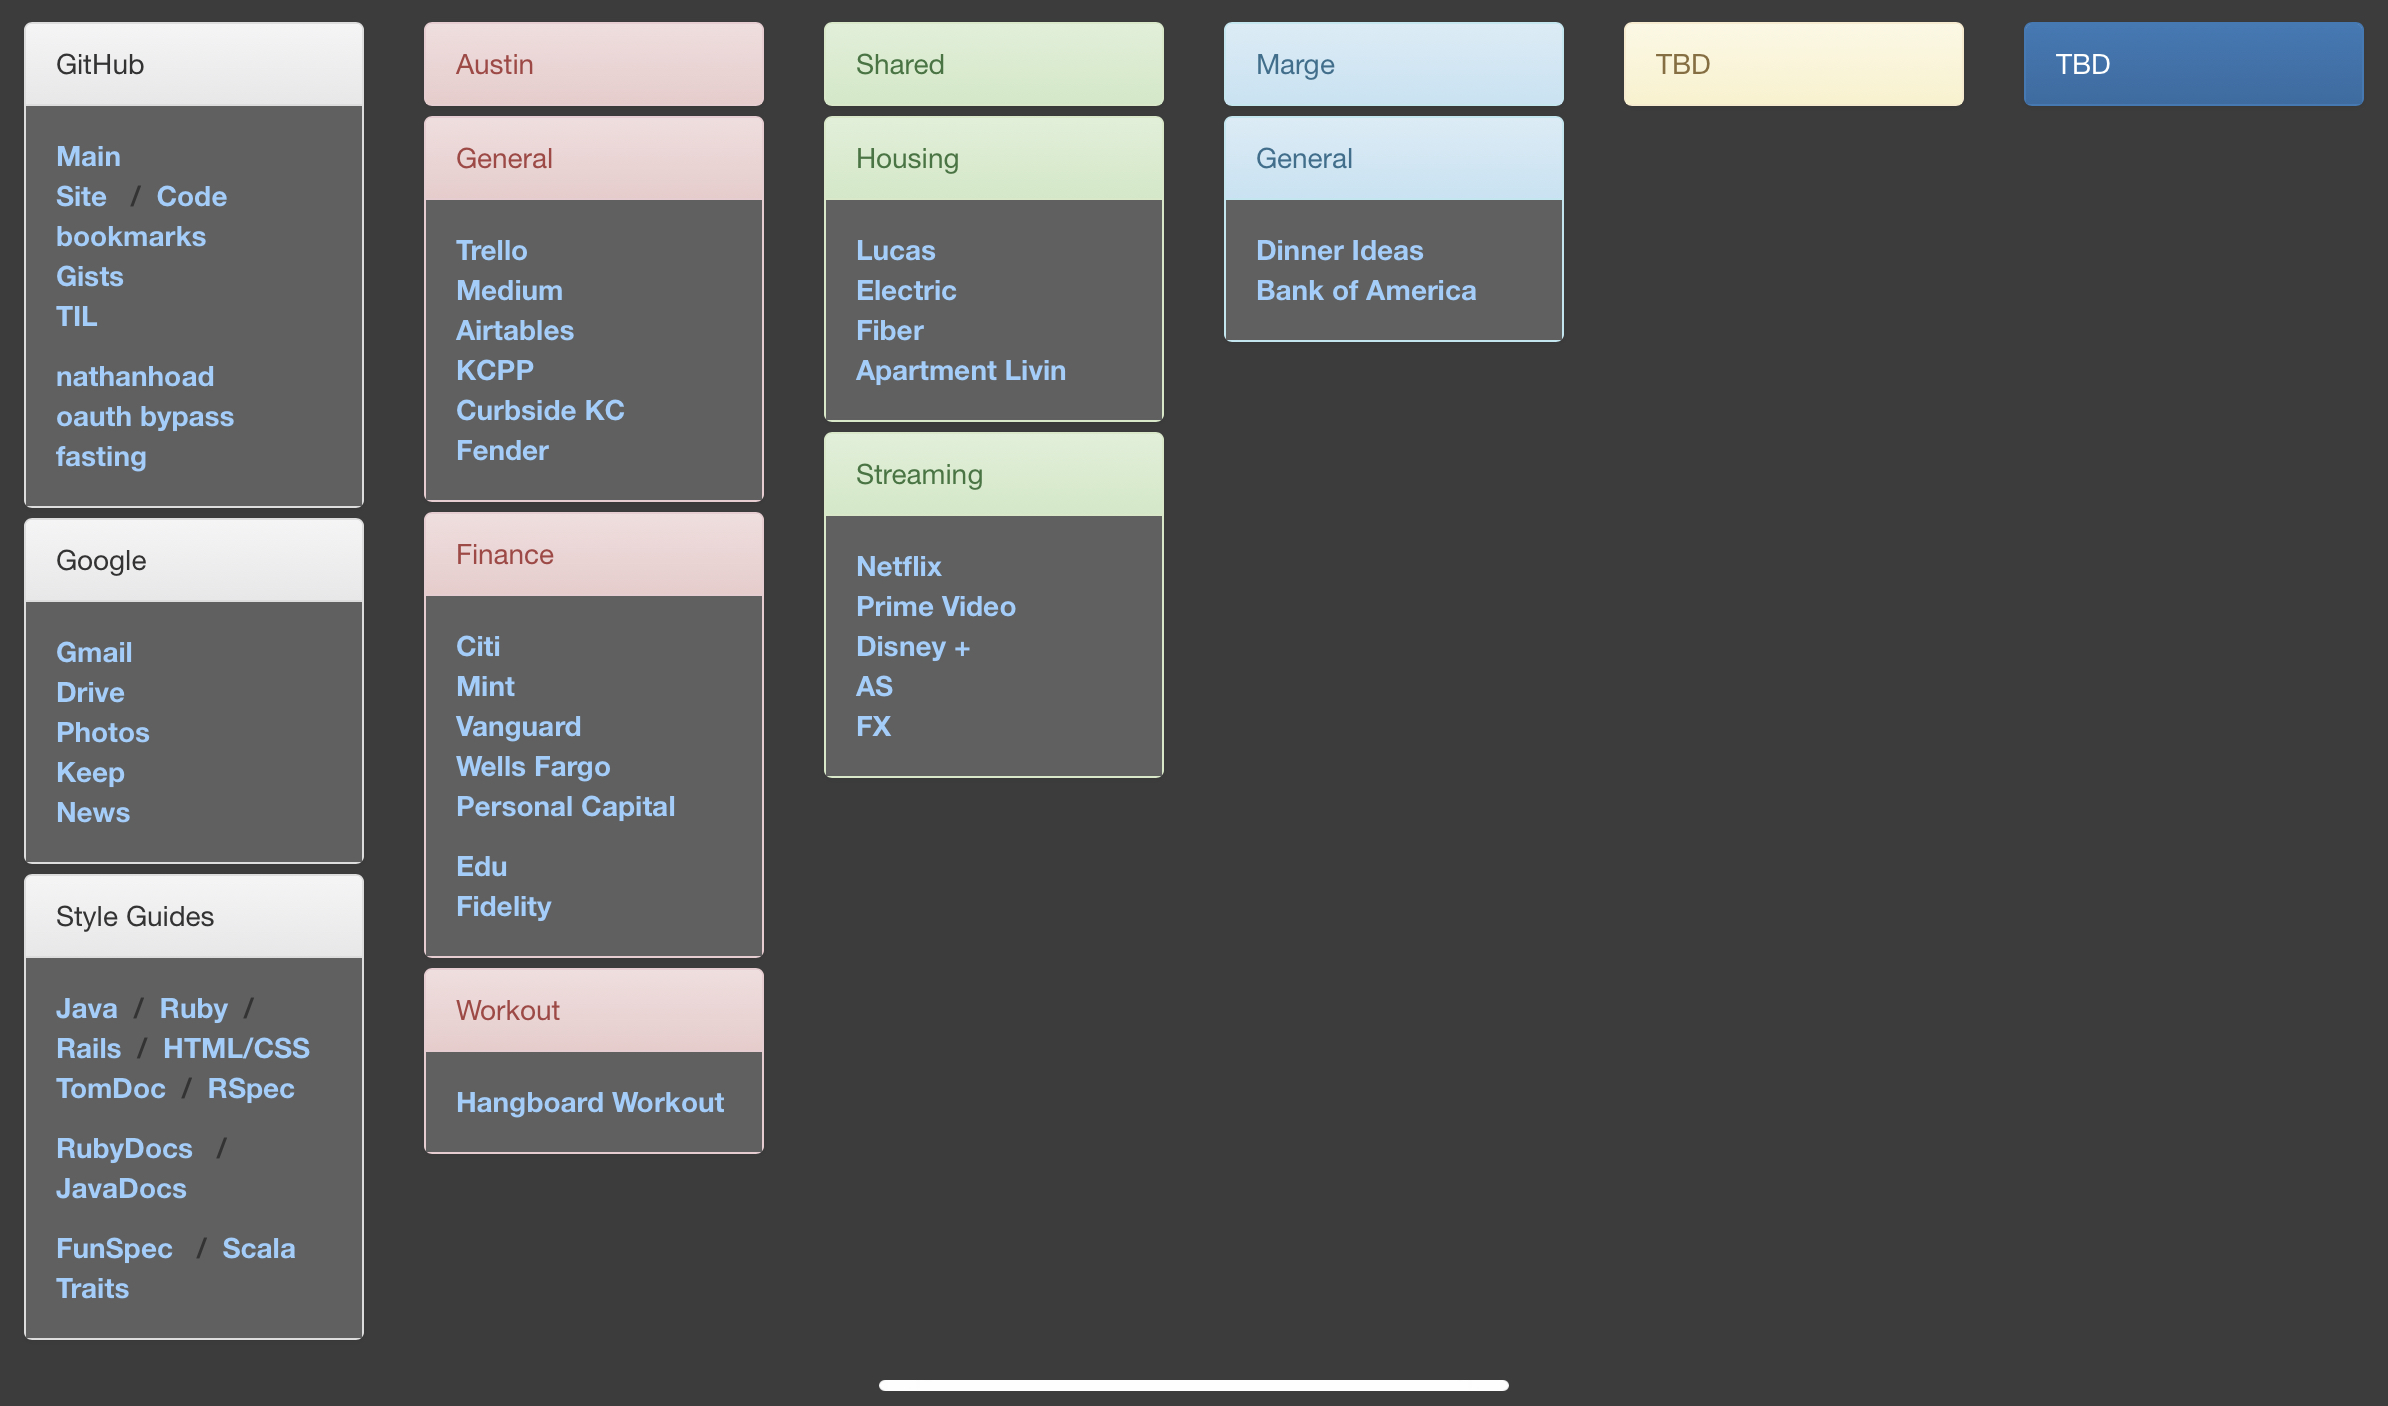 GitHub
Main
Site / Code
bookmarks
Gists
TIL
nathanhoad
oauth bypass
fasting
Google
Gmail
Drive
Photos
Keep
News
Style Guides
Java / Ruby /
Rails / HTML/CSS
TomDoc / RSpec
RubyDocs /
JavaDocs
FunSpec / Scala
Traits
Austin
General
Trello
Medium
Airtables
KCPP
Curbside KC
Fender
Finance
Citi
Mint
Vanguard
Wells Fargo
Personal Capital
Edu
Fidelity
Workout
Hangboard Workout
Shared
Housing
Lucas
Electric
Fiber
Apartment Livin
Streaming
Netflix
Prime Video
Disney +
AS
FX
Marge
General
Dinner Ideas
Bank of America
TBD
TBD